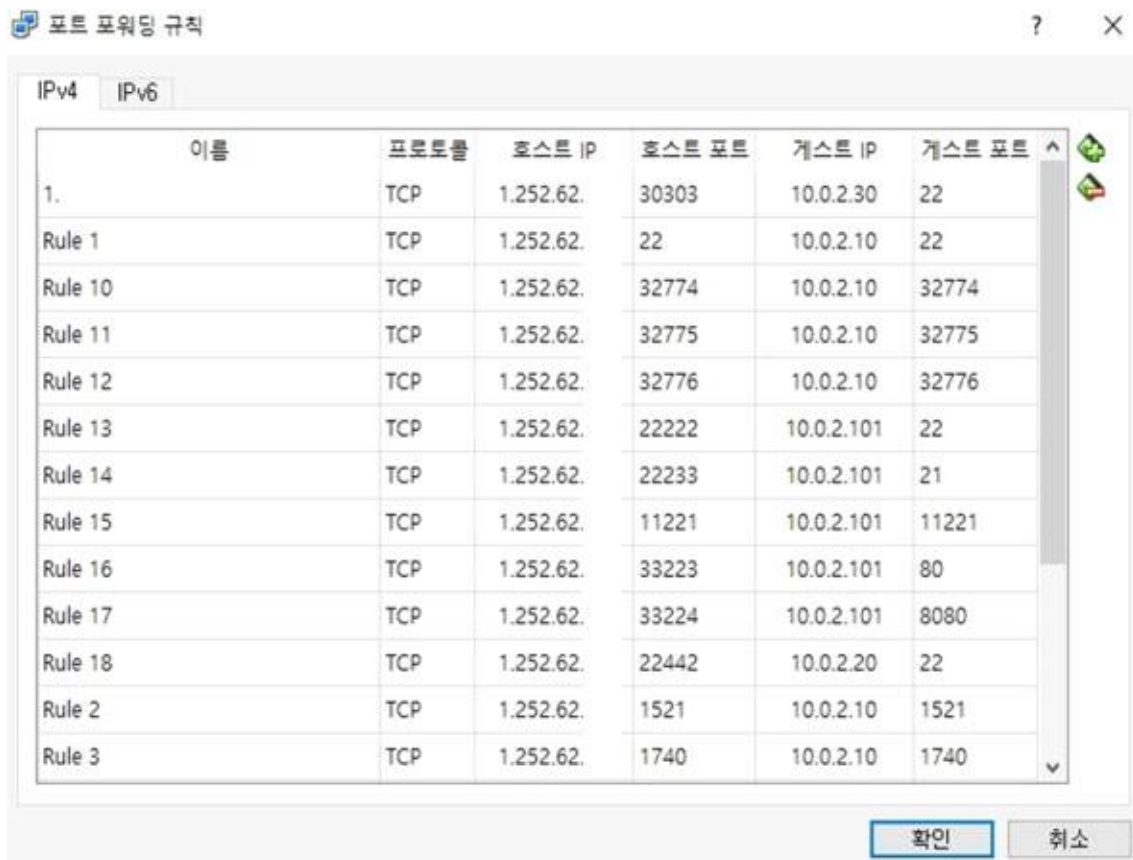 포트 포워딩 규칙 ?
IPv4 IPv6
이름 프로토콜 호스트 IP 호스트 포트 게스트 IP 게스트 포트
1. TCP 1.252.62. 30303 10.0.2.30 22
Rule 1 TCP 1.252.62. 22 10.0.2.10 22
Rule 10 TCP 1.252.62. 32774 10.0.2.10 32774
Rule 11 TCP 1.252.62. 32775 10.0.2.10 32775
Rule 12 TCP 1.252.62. 32776 10.0.2.10 32776
Rule 13 TCP 1.252.62. 22222 10.0.2.101 22
Rule 14 TCP 1.252.62. 22233 10.0.2.101 21
Rule 15 TCP 1.252.62. 11221 10.0.2.101 11221
Rule 16 TCP 1.252.62. 33223 10.0.2.101 80
Rule 17 TCP 1.252.62. 33224 10.0.2.101 8080
Rule 18 TCP 1.252.62. 22442 10.0.2.20 22
Rule 2 TCP 1.252.62. 1521 10.0.2.10 1521
Rule 3 TCP 1.252.62. 1740 10.0.2.10 1740
확인 취소